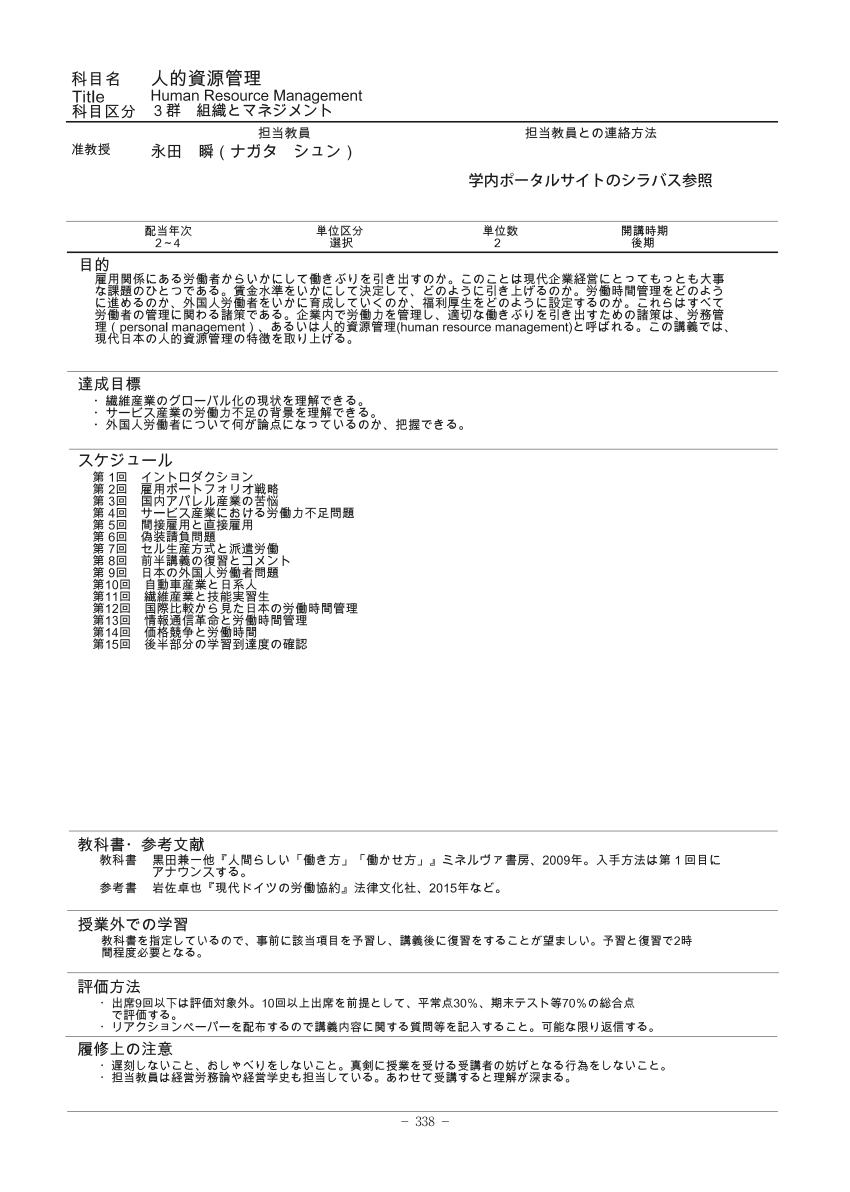 科目名　人的資源管理
Title　Human Resource Management
科目区分　３群　組織とマネジメント
担当教員　担当教員との連絡方法
准教授　永田　瞬（ナガタ　シュン）
学内ポータルサイトのシラバス参照
配当年次　単位区分　単位数　開講時期
2～4　選択　2　後期
目的
雇用関係にある労働者からいかにして働きぶりを引き出すのか。このことは現代企業経営にとってもっとも大事
な課題のひとつである。賃金水準をいかにして決定して、どのように引き上げるのか。労働時間管理をどのよう
に進めるのか、外国人労働者をいかに育成していくのか、福利厚生をどのように設定するのか。これらはすべて
労働者の管理に関わる諸策である。企業内で労働力を管理し、適切な働きぶりを引き出すための諸策は、労務管
理（personal management）、あるいは人的資源管理(human resource management)と呼ばれる。この講義では、
現代日本の人的資源管理の特徴を取り上げる。
達成目標
・ 繊維産業のグローバル化の現状を理解できる。
・ サービス産業の労働力不足の背景を理解できる。
・ 外国人労働者について何が論点になっているのか、把握できる。
スケジュール
第 1回　イントロダクション
第 2回　雇用ポートフォリオ戦略
第 3回　国内アパレル産業の苦悩
第 4回　サービス産業における労働力不足問題
第 5回　間接雇用と直接雇用
第 6回　偽装請負問題
第 7回　セル生産方式と派遣労働
第 8回　前半講義の復習とコメント
第 9回　日本の外国人労働者問題
第10回　自動車産業と日系人
第11回　繊維産業と技能実習生
第12回　国際比較から見た日本の労働時間管理
第13回　情報通信革命と労働時間管理
第14回　価格競争と労働時間
第15回　後半部分の学習到達度の確認
教科書・参考文献
教科書　黒田兼一他『人間らしい「働き方」「働かせ方」』ミネルヴァ書房、2009年。入手方法は第１回目に
アナウンスする。
参考書　岩佐卓也『現代ドイツの労働協約』法律文化社、2015年など。
授業外での学習
教科書を指定しているので、事前に該当項目を予習し、講義後に復習をすることが望ましい。予習と復習で2時
間程度必要となる。
評価方法
・ 出席9回以下は評価対象外。10回以上出席を前提として、平常点30％、期末テスト等70％の総合点
で評価する。
・ リアクションペーパーを配布するので講義内容に関する質問等を記入すること。可能な限り返信する。
履修上の注意
・ 遅刻しないこと、おしゃべりをしないこと。真剣に授業を受ける受講者の妨げとなる行為をしないこと。
・ 担当教員は経営労務論や経営学史も担当している。あわせて受講すると理解が深まる。
－ 338 －